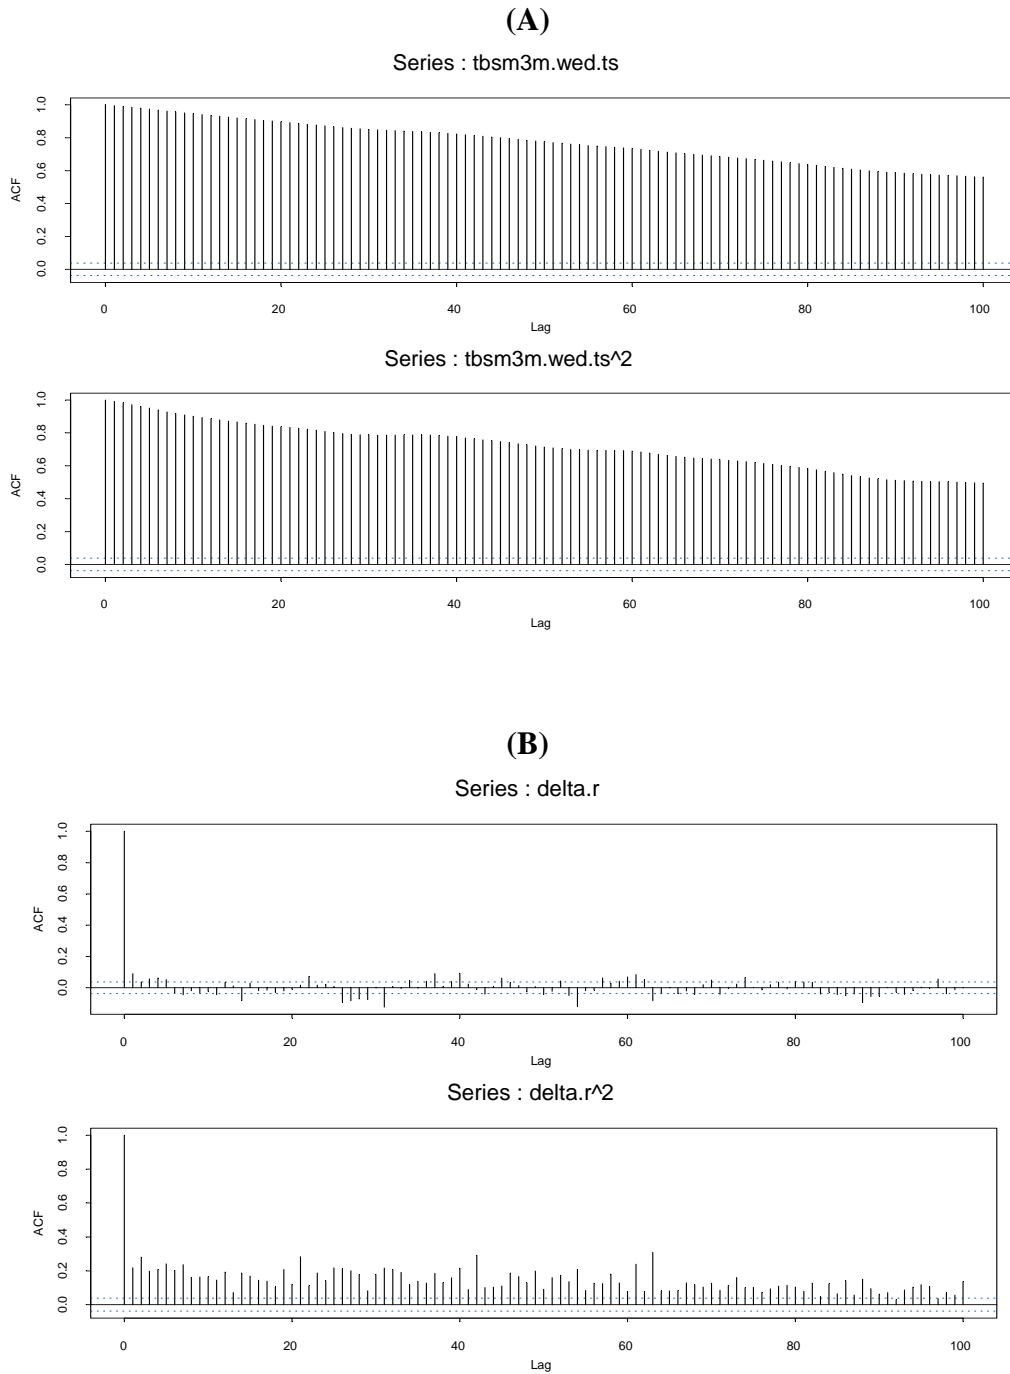 (A)
Series : tbsm3m.wed.ts
ACF
0.0 0.2 0.4 0.6 0.8 1.0
0 20 40 60 80 100
Lag
Series : tbsm3m.wed.ts^2
ACF
0.0 0.2 0.4 0.6 0.8 1.0
0 20 40 60 80 100
Lag
(B)
Series : delta.r
ACF
0.0 0.2 0.4 0.6 0.8 1.0
0 20 40 60 80 100
Lag
Series : delta.r^2
ACF
0.0 0.2 0.4 0.6 0.8 1.0
0 20 40 60 80 100
Lag